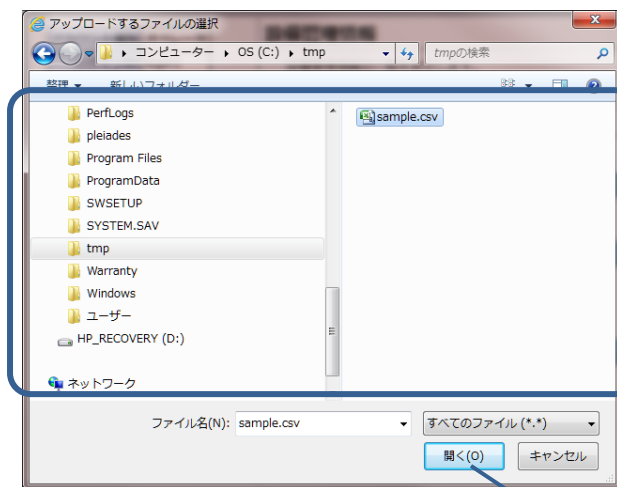 アップロードするファイルの選択
コンピューター ▸ OS (C:) ▸ tmp
tmpの検索
整理 新しいフォルダー
PerfLogs
pleiades
Program Files
ProgramData
SWSETUP
SYSTEM.SAV
tmp
Warranty
Windows
ユーザー
HP_RECOVERY (D:)
ネットワーク
sample.csv
ファイル名(N): sample.csv
すべてのファイル (*.*)
開く(O) キャンセル